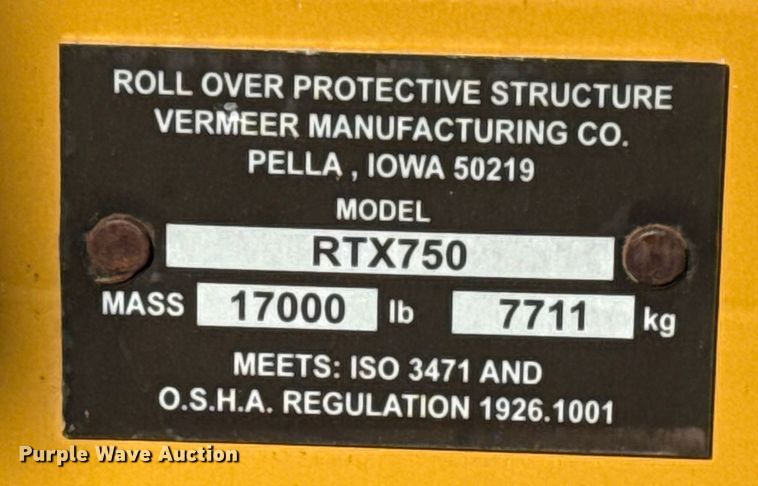 ROLL OVER PROTECTIVE STRUCTURE
VERMEER MANUFACTURING CO.
PELLA , IOWA 50219
MODEL
RTX750
MASS 17000 lb 7711 kg
MEETS: ISO 3471 AND
O.S.H.A. REGULATION 1926.1001
Purple Wave Auction